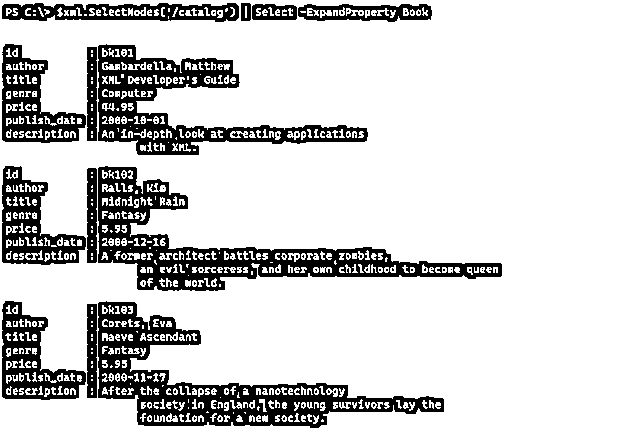 PS C:\> $xml.SelectNodes('/catalog') | Select -ExpandProperty Book
id : bk101
author : Gambardella, Matthew
title : XML Developer's Guide
genre : Computer
price : 44.95
publish_date : 2000-10-01
description : An in-depth look at creating applications
with XML.
id : bk102
author : Ralls, Kim
title : Midnight Rain
genre : Fantasy
price : 5.95
publish_date : 2000-12-16
description : A former architect battles corporate zombies,
an evil sorceress, and her own childhood to become queen
of the world.
id : bk103
author : Corets, Eva
title : Maeve Ascendant
genre : Fantasy
price : 5.95
publish_date : 2000-11-17
description : After the collapse of a nanotechnology
society in England, the young survivors lay the
foundation for a new society.